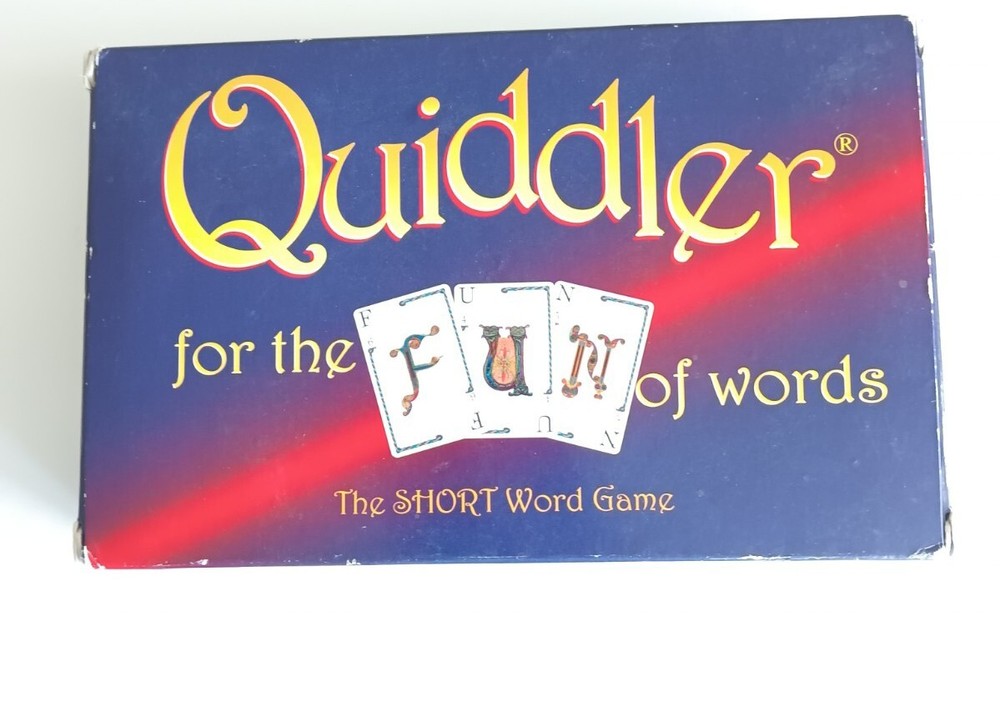 Quiddler®
F U N
for the FUN of words
F U N
The SHORT Word Game